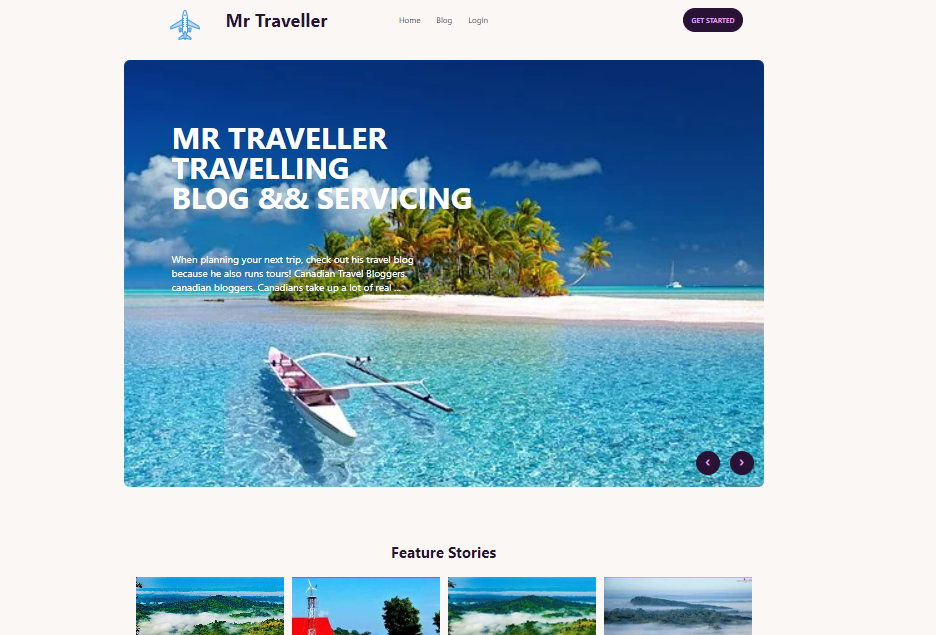 Mr Traveller
Home Blog LogIn
GET STARTED
MR TRAVELLER
TRAVELLING
BLOG && SERVICING
When planning your next trip, check out his travel blog
because he also runs tours! Canadian Travel Bloggers.
canadian bloggers. Canadians take up a lot of real ...
Feature Stories